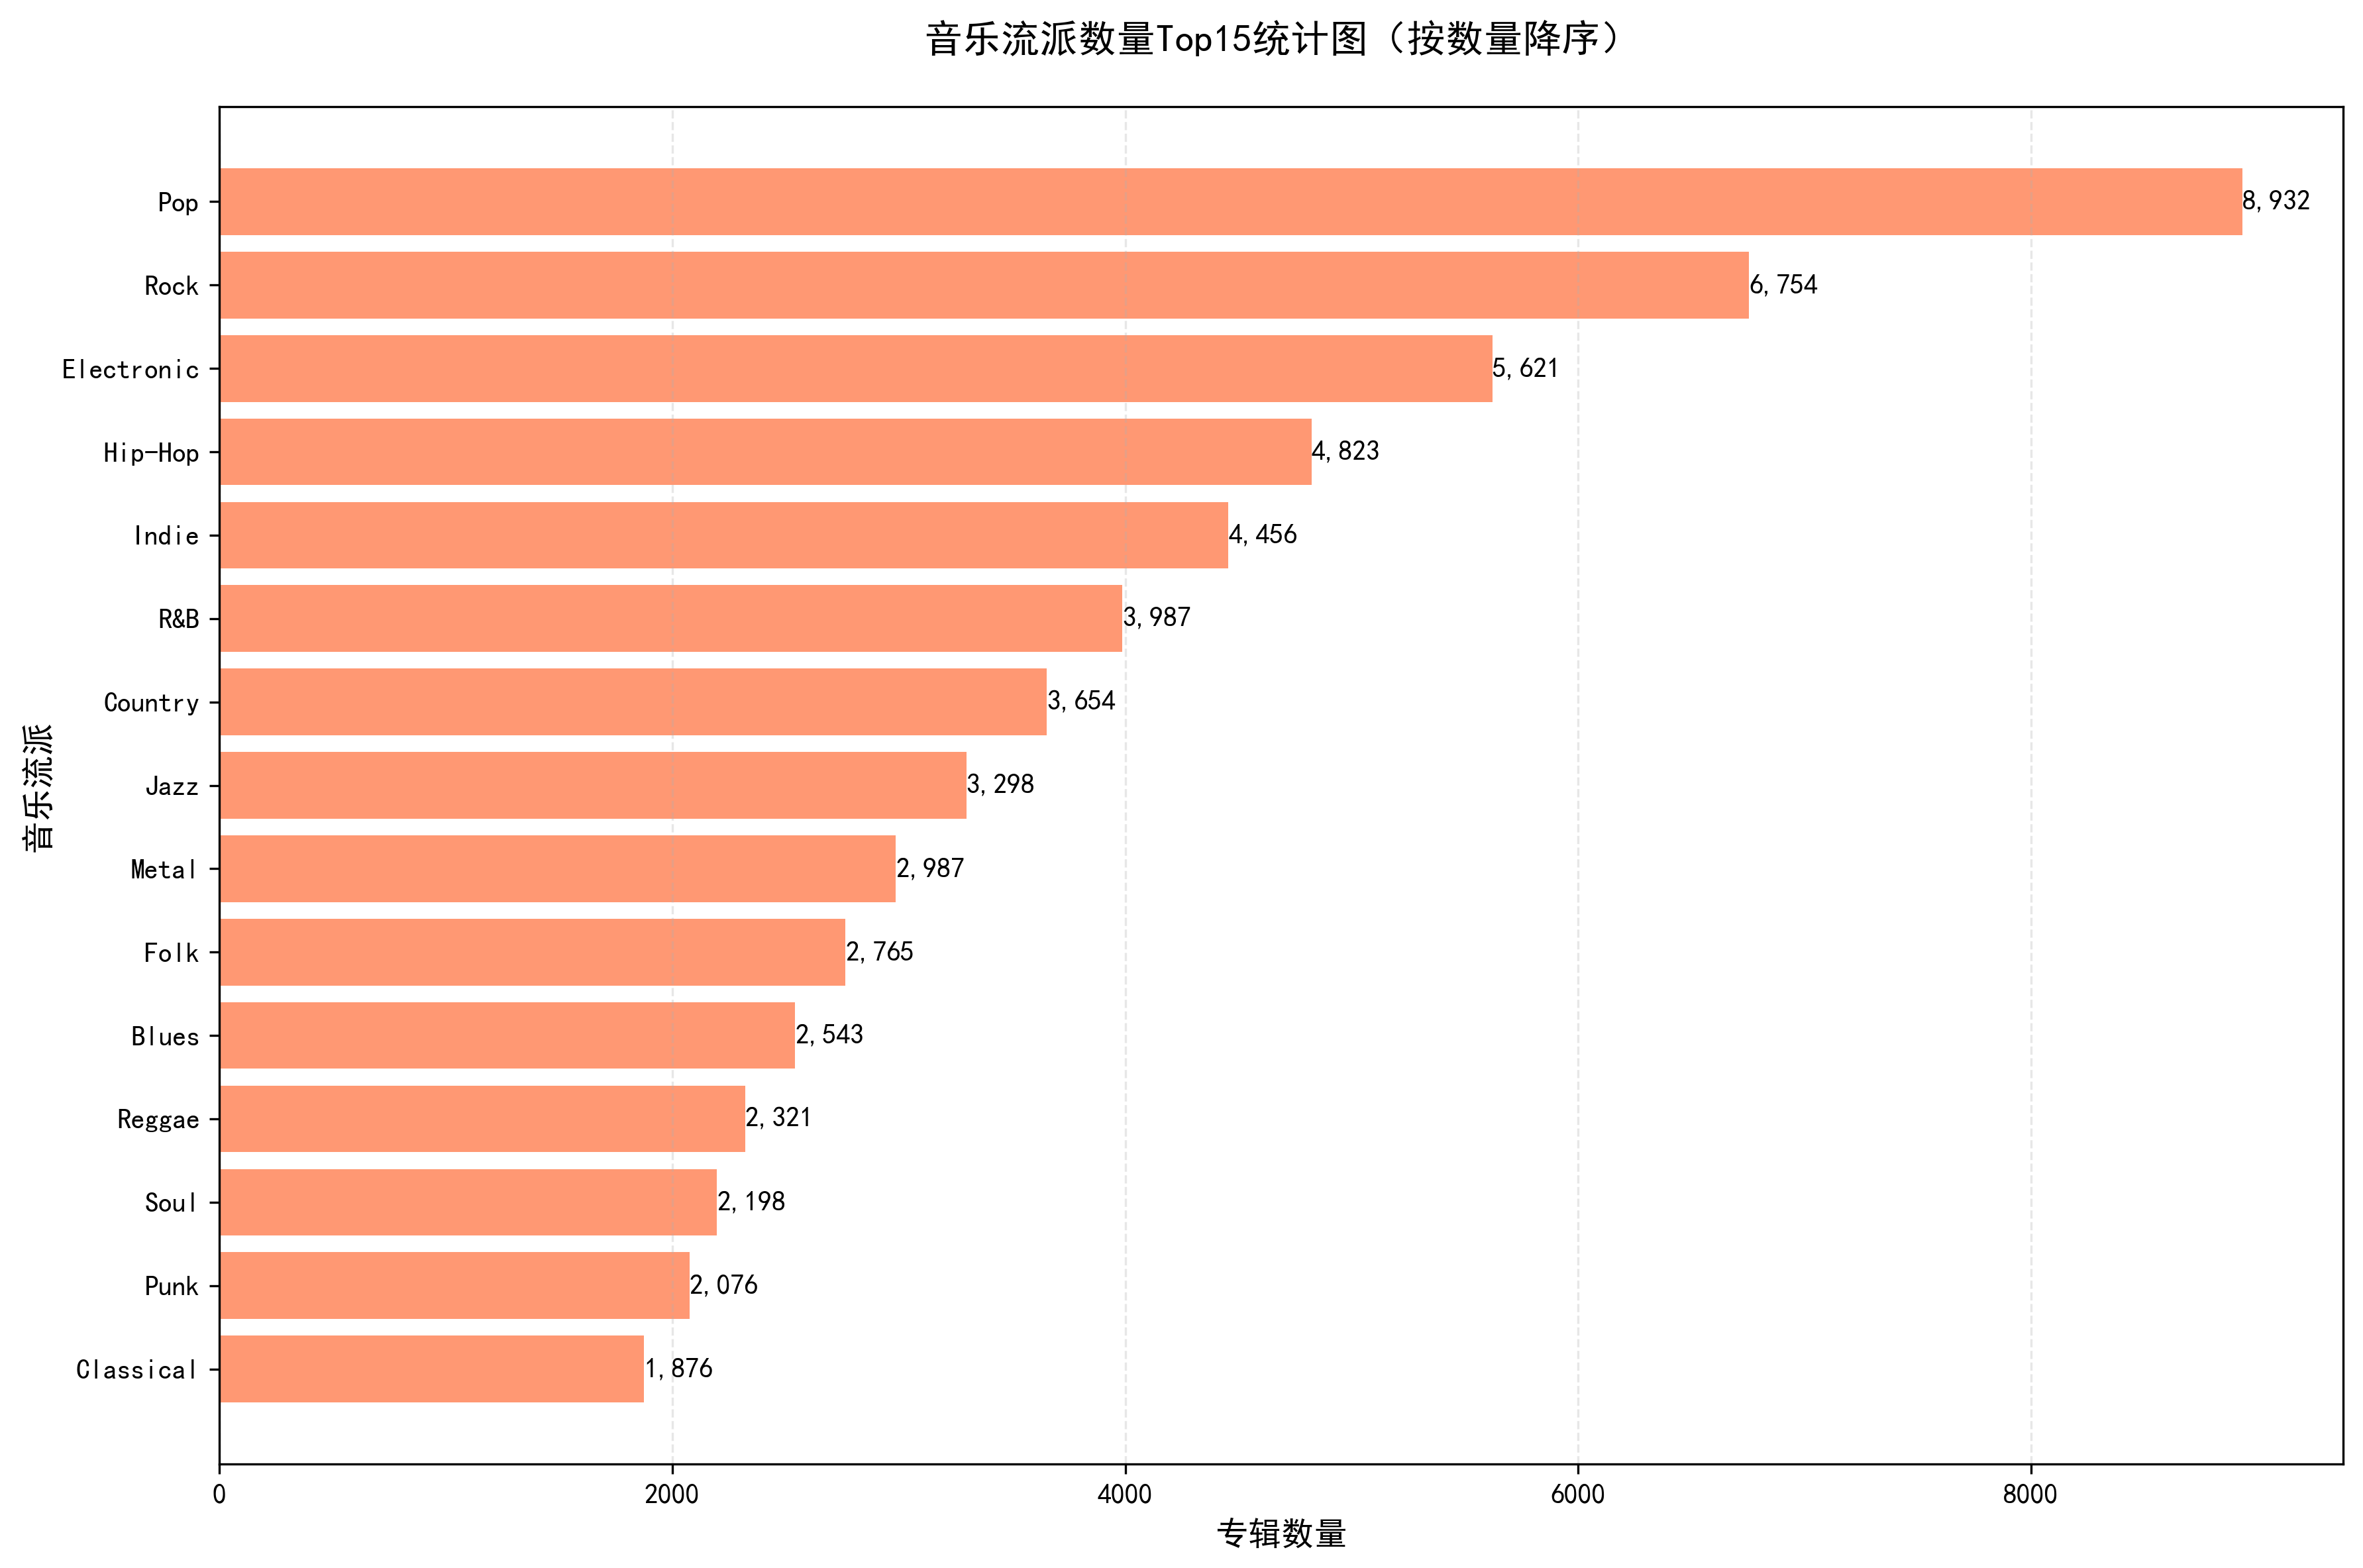 音乐流派数量Top15统计图（按数量降序）
Pop 8,932
Rock 6,754
Electronic 5,621
Hip-Hop 4,823
Indie 4,456
R&B 3,987
Country 3,654
Jazz 3,298
Metal 2,987
Folk 2,765
Blues 2,543
Reggae 2,321
Soul 2,198
Punk 2,076
Classical 1,876
音乐流派
0 2000 4000 6000 8000
专辑数量